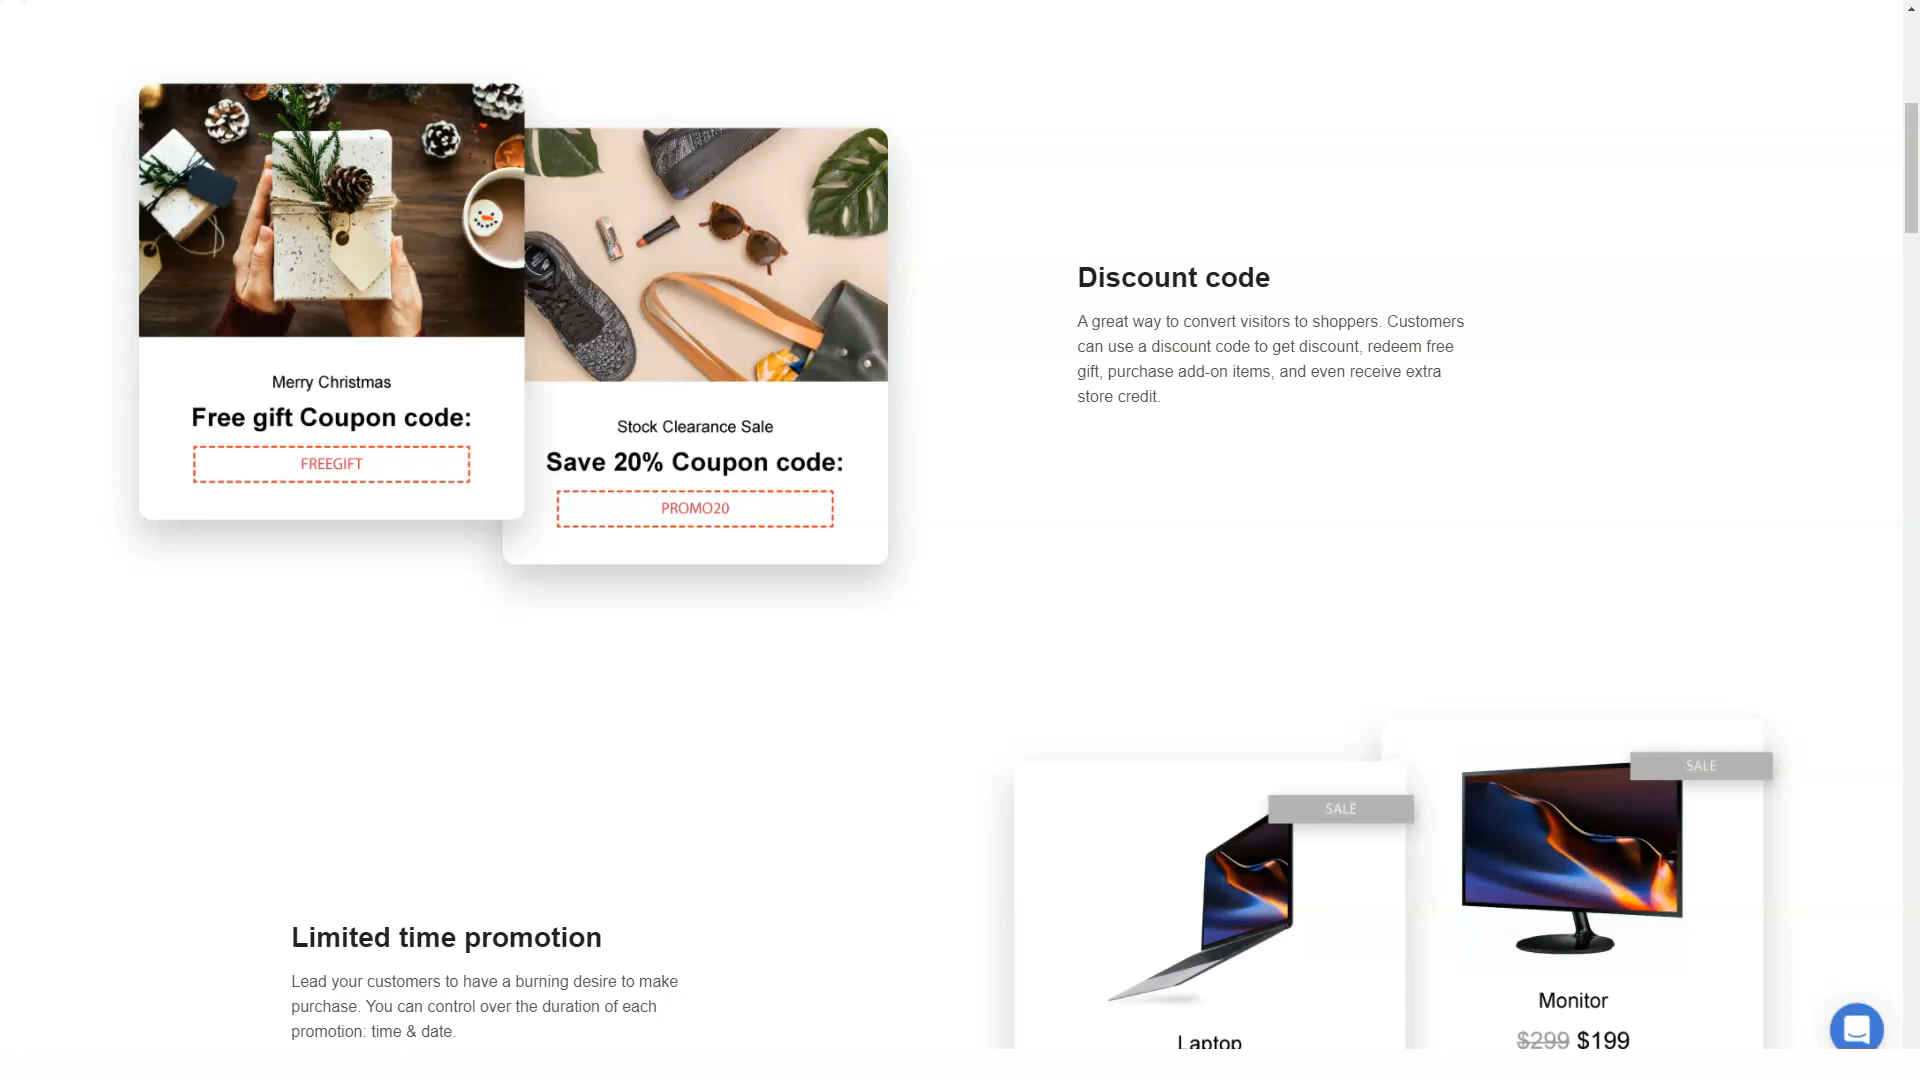 Merry Christmas
Free gift Coupon code:
FREEGIFT
Stock Clearance Sale
Save 20% Coupon code:
PROMO20
Discount code
A great way to convert visitors to shoppers. Customers
can use a discount code to get discount, redeem free
gift, purchase add-on items, and even receive extra
store credit.
Limited time promotion
Lead your customers to have a burning desire to make
purchase. You can control over the duration of each
promotion: time & date.
SALE
Laptop
SALE
Monitor
$299 $199